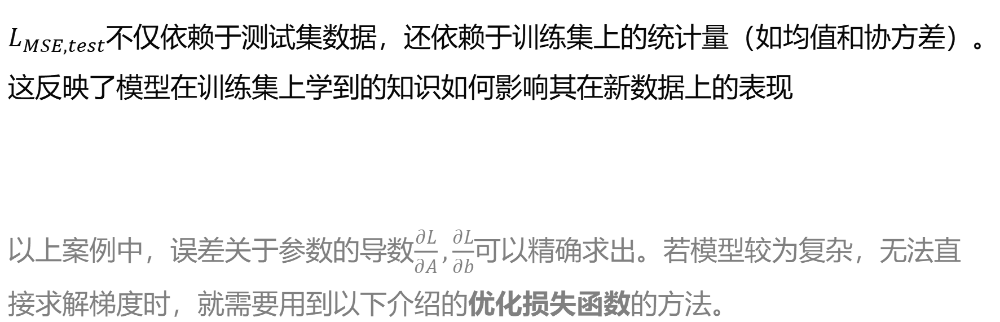 L_{MSE,test}不仅依赖于测试集数据，还依赖于训练集上的统计量（如均值和协方差）。
这反映了模型在训练集上学到的知识如何影响其在新数据上的表现
以上案例中，误差关于参数的导数\frac{∂L}{∂A},\frac{∂L}{∂b}可以精确求出。若模型较为复杂，无法直
接求解梯度时，就需要用到以下介绍的优化损失函数的方法。